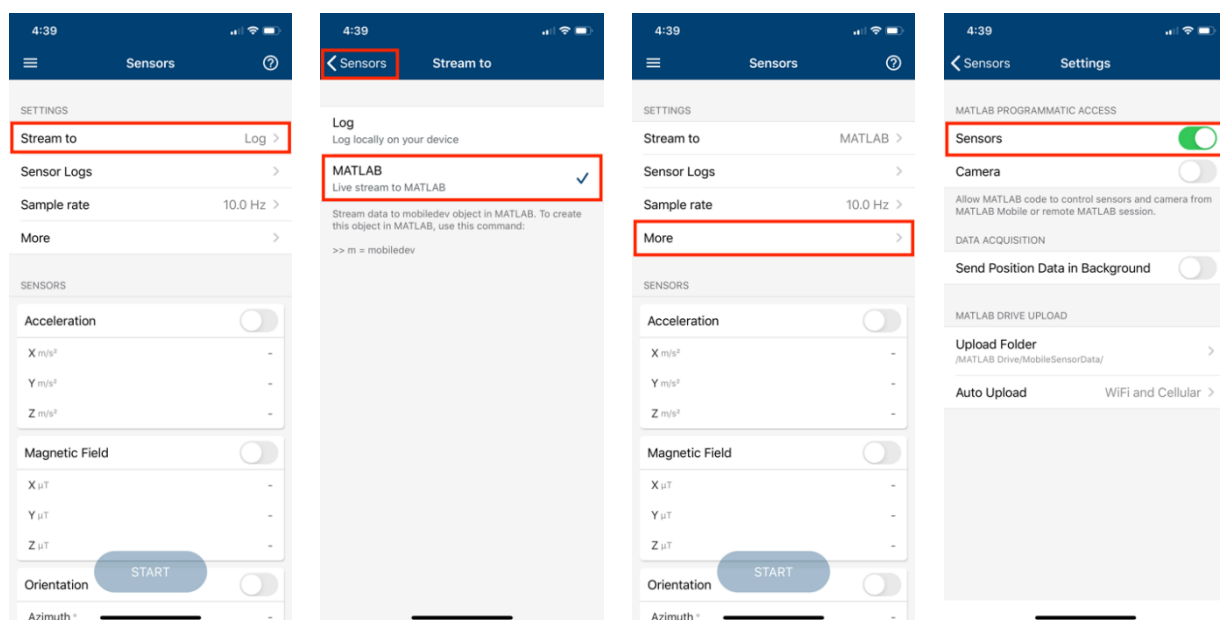 4:39
Sensors
SETTINGS
Stream to Log
Sensor Logs
Sample rate 10.0 Hz
More
SENSORS
Acceleration
X m/s² -
Y m/s² -
Z m/s² -
Magnetic Field
X µT -
Y µT -
Z µT -
START
Orientation
Azimuth ° -
4:39
Sensors Stream to
Log
Log locally on your device
MATLAB
Live stream to MATLAB
Stream data to mobiledev object in MATLAB. To create
this object in MATLAB, use this command:
>> m = mobiledev
4:39
Sensors
SETTINGS
Stream to MATLAB
Sensor Logs
Sample rate 10.0 Hz
More
SENSORS
Acceleration
X m/s² -
Y m/s² -
Z m/s² -
Magnetic Field
X µT -
Y µT -
Z µT -
START
Orientation
Azimuth ° -
4:39
Sensors Settings
MATLAB PROGRAMMATIC ACCESS
Sensors
Camera
Allow MATLAB code to control sensors and camera from
MATLAB Mobile or remote MATLAB session.
DATA ACQUISITION
Send Position Data in Background
MATLAB DRIVE UPLOAD
Upload Folder
/MATLAB Drive/MobileSensorData/
Auto Upload WiFi and Cellular